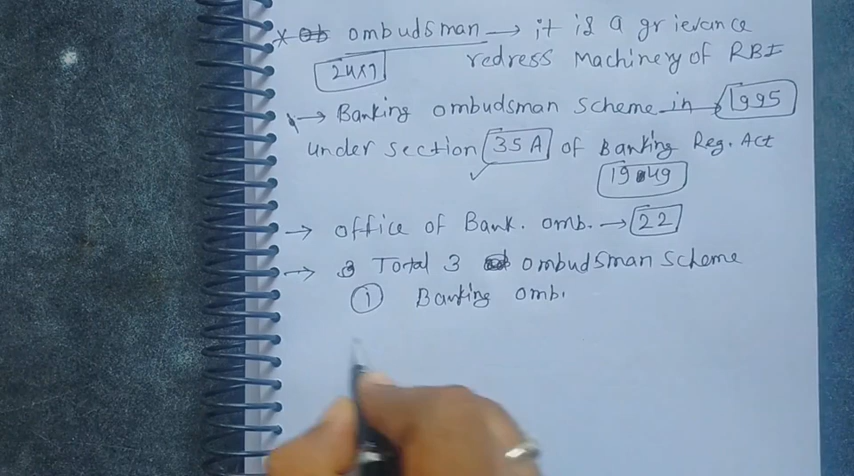 * ombudsman → it is a grievance
24x7 redress Machinery of RBI
→ Banking ombudsman scheme in → 1995
under section 35 A of Banking Reg. Act
1949
→ office of Bank. omb. → 22
→ Total 3 ombudsman scheme
① Banking omb.